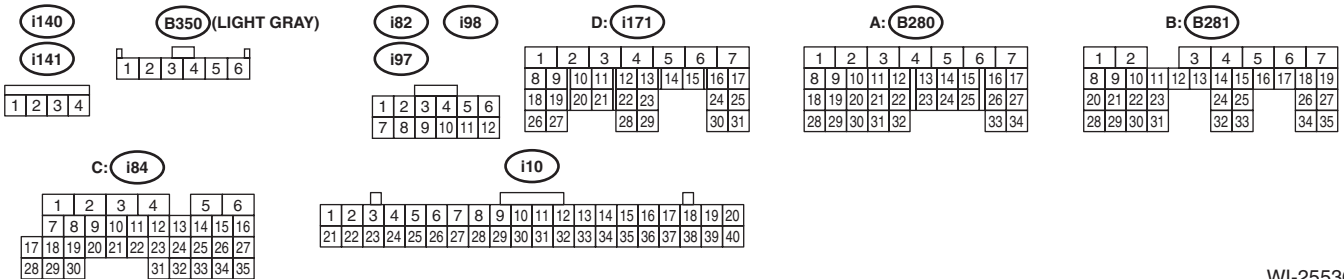 i140
B350 (LIGHT GRAY)
i82 i98
D: i171
A: B280
B: B281
i141
i97
1 2 3 4 5 6
1 2 3 4
1 2 3 4 5 6
7 8 9 10 11 12
1 2 3 4 5 6 7
8 9 10 11 12 13 14 15 16 17
18 19 20 21 22 23 24 25
26 27 28 29 30 31
1 2 3 4 5 6 7
8 9 10 11 12 13 14 15 16 17
18 19 20 21 22 23 24 25 26 27
28 29 30 31 32 33 34
1 2 3 4 5 6 7
8 9 10 11 12 13 14 15 16 17 18 19
20 21 22 23 24 25 26 27
28 29 30 31 32 33 34 35
C: i84
1 2 3 4 5 6
7 8 9 10 11 12 13 14 15 16
17 18 19 20 21 22 23 24 25 26 27
28 29 30 31 32 33 34 35
i10
1 2 3 4 5 6 7 8 9 10 11 12 13 14 15 16 17 18 19 20
21 22 23 24 25 26 27 28 29 30 31 32 33 34 35 36 37 38 39 40